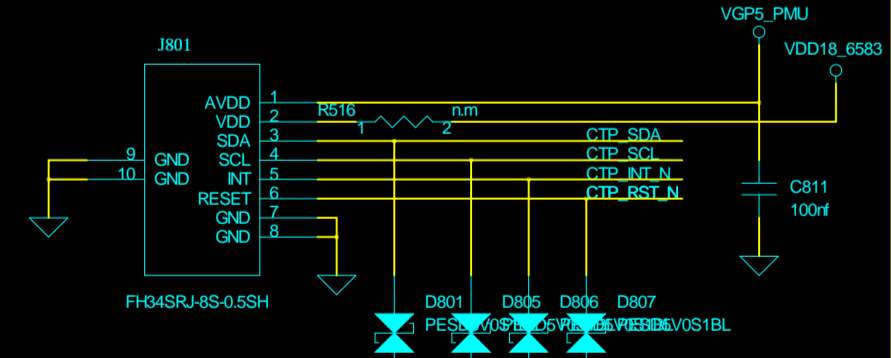 VGP5_PMU
J801
VDD18_6583
AVDD 1
R516 n.m
VDD 2
1 2
SDA 3
CTP_SDA
9 GND
SCL 4
CTP_SCL
10 GND
INT 5
CTP_INT_N
RESET 6
CTP_RST_N
C811
GND 7
100nf
GND 8
FH34SRJ-8S-0.5SH
D801 D805 D806 D807